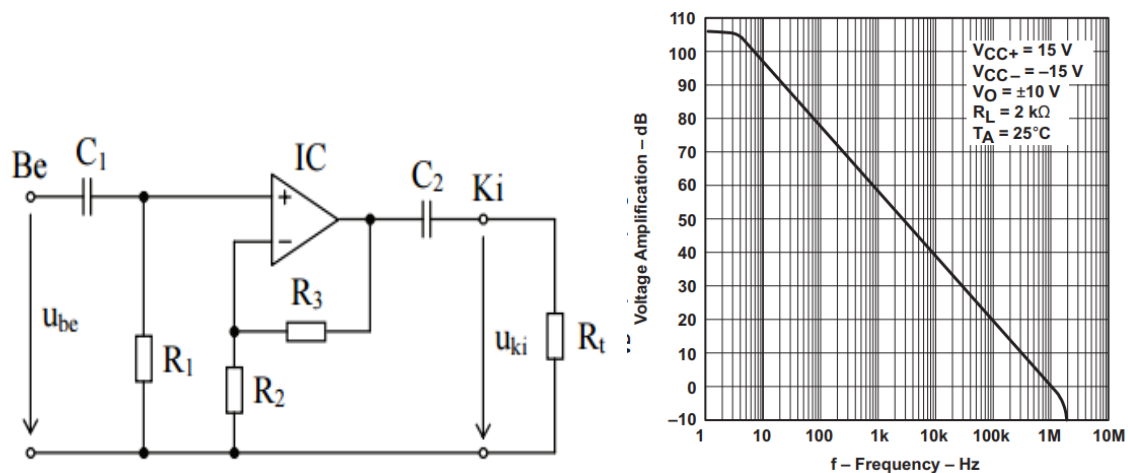 Be
C1
IC
C2
Ki
+
−
R3
ube
R1
R2
uki
Rt
Voltage Amplification – dB
110
100
90
80
70
60
50
40
30
20
10
0
–10
VCC+ = 15 V
VCC– = –15 V
VO = ±10 V
RL = 2 kΩ
TA = 25°C
1 10 100 1k 10k 100k 1M 10M
f – Frequency – Hz